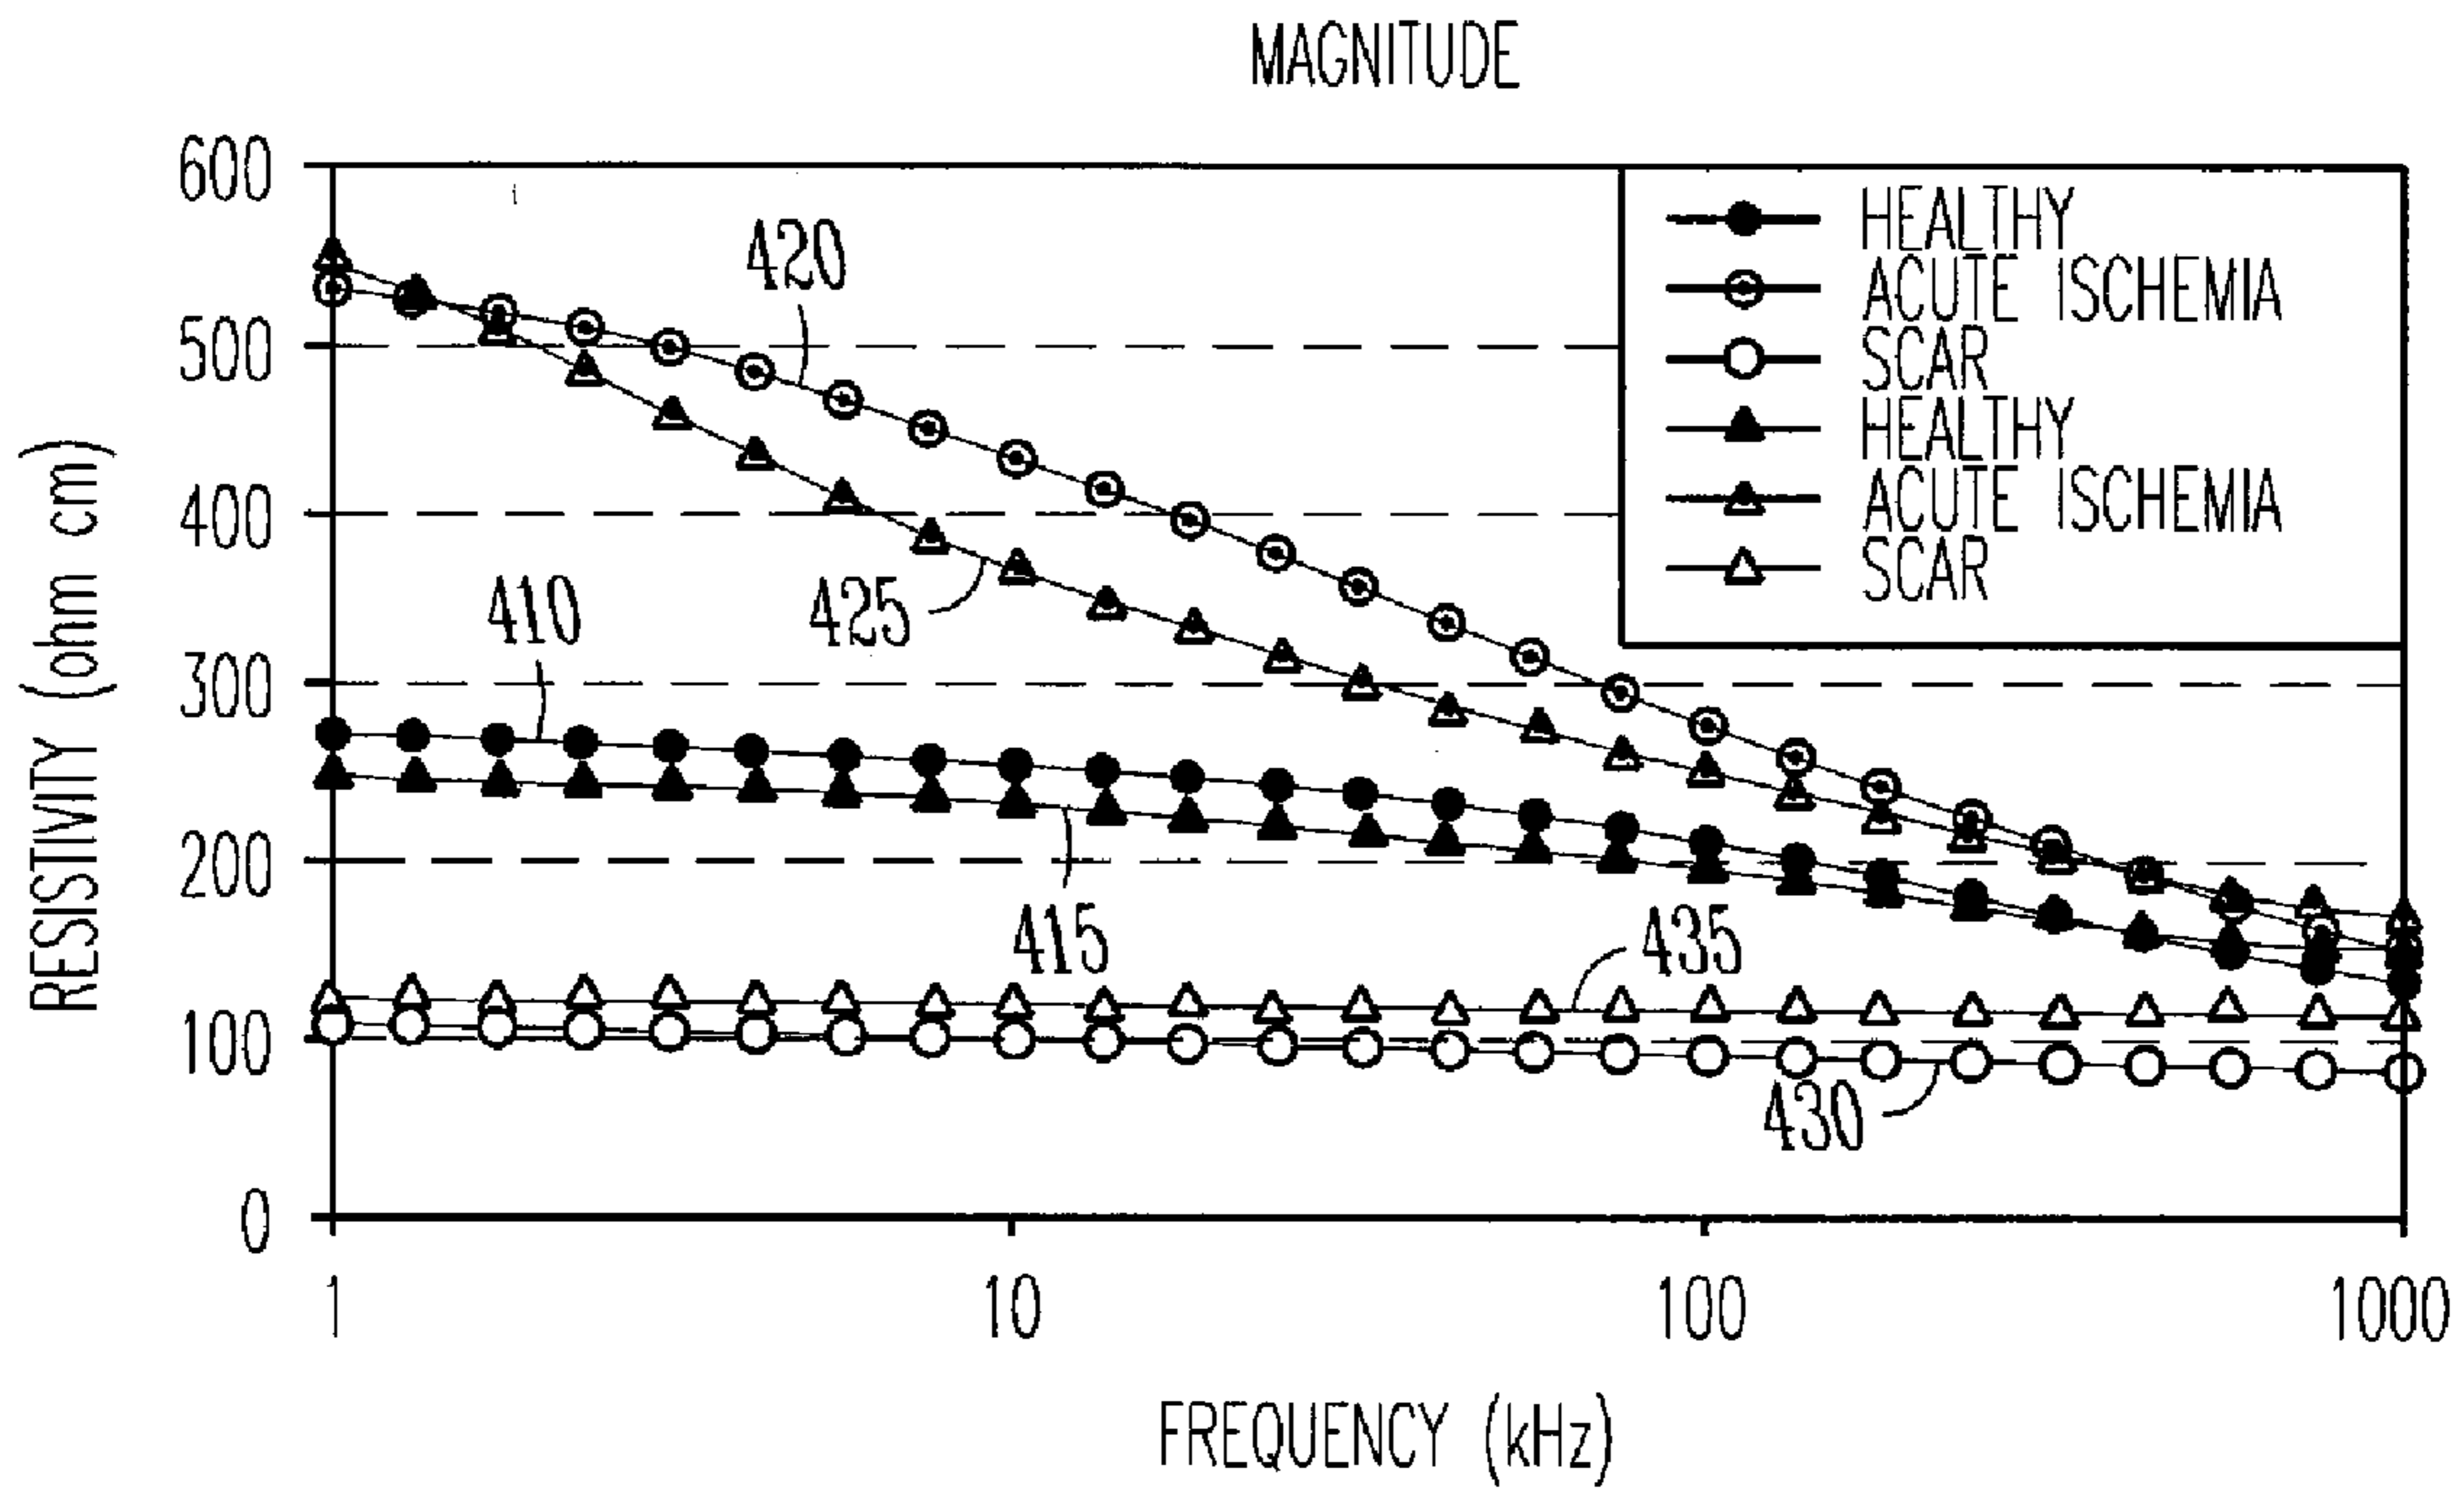 MAGNITUDE
600
500
400
300
200
100
0
RESISTIVITY (ohm cm)
420
425
410
415
435
430
HEALTHY
ACUTE ISCHEMIA
SCAR
HEALTHY
ACUTE ISCHEMIA
SCAR
1
10
100
1000
FREQUENCY (kHz)